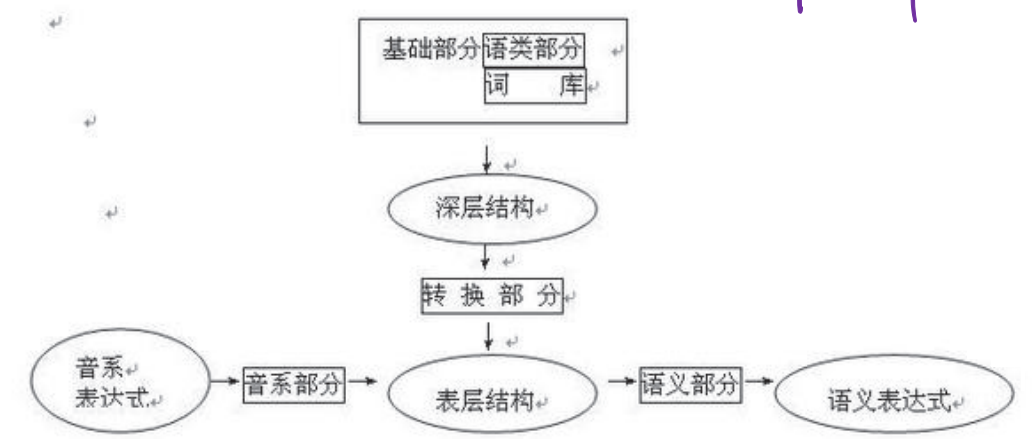 基础部分语类部分
词 库
深层结构
转 换 部 分
音系
表达式
音系部分
表层结构
语义部分
语义表达式